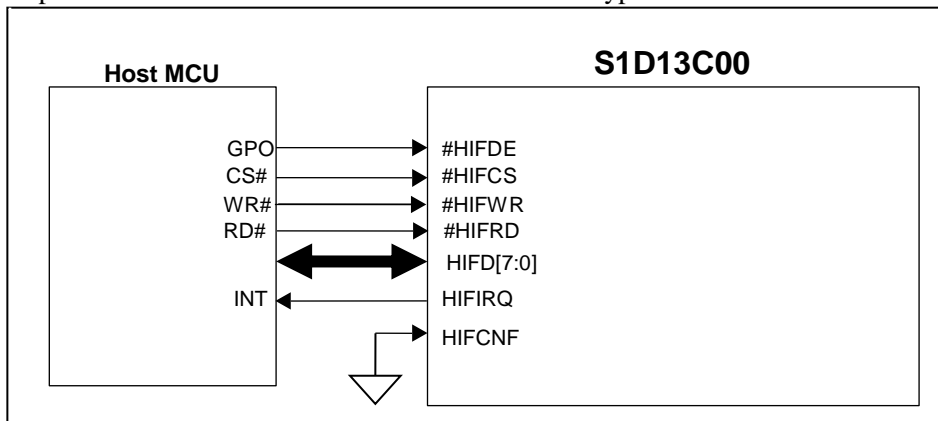 S1D13C00
Host MCU
GPO #HIFDE
CS# #HIFCS
WR# #HIFWR
RD# #HIFRD
HIFD[7:0]
INT HIFIRQ
HIFCNF